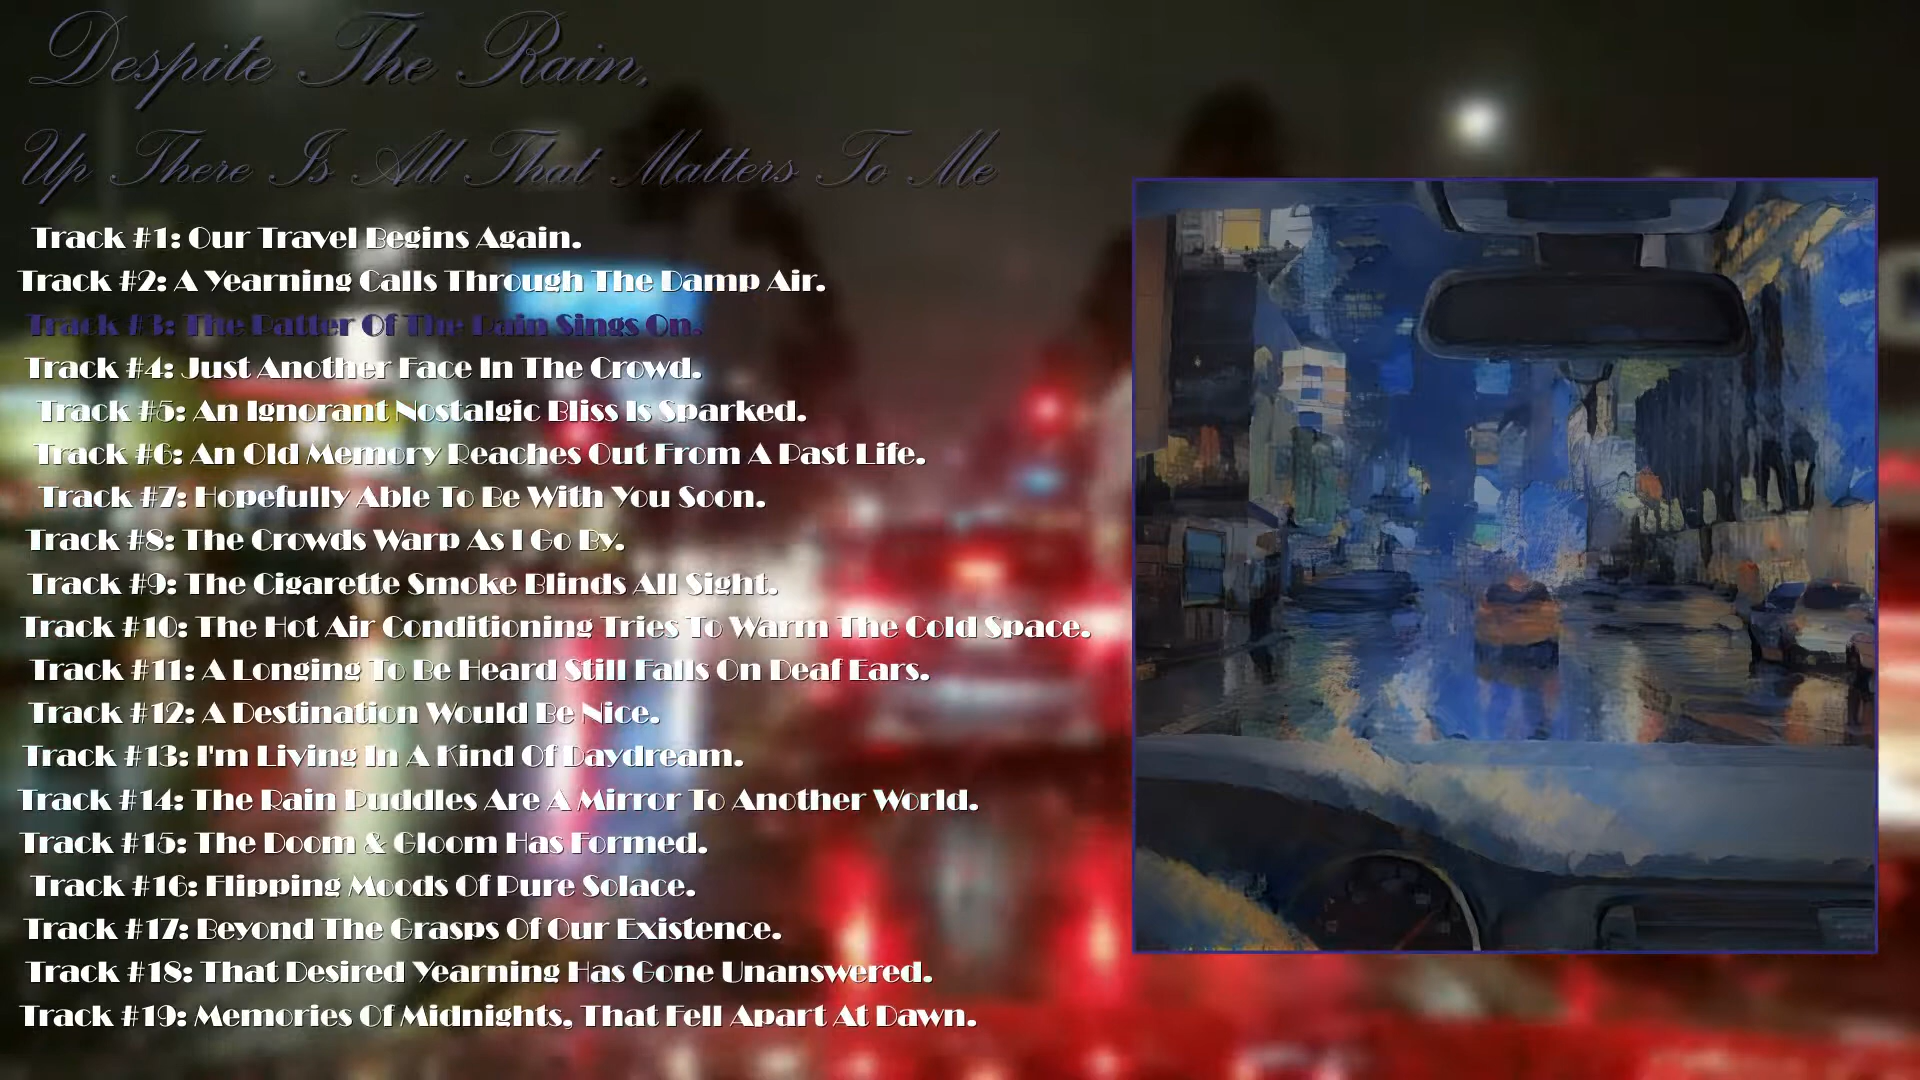 Despite The Rain,
Up There Is All That Matters To Me
Track #1: Our Travel Begins Again.
Track #2: A Yearning Calls Through The Damp Air.
Track #3: The Patter Of The Rain Sings On.
Track #4: Just Another Face In The Crowd.
Track #5: An Ignorant Nostalgic Bliss Is Sparked.
Track #6: An Old Memory Reaches Out From A Past Life.
Track #7: Hopefully Able To Be With You Soon.
Track #8: The Crowds Warp As I Go By.
Track #9: The Cigarette Smoke Blinds All Sight.
Track #10: The Hot Air Conditioning Tries To Warm The Cold Space.
Track #11: A Longing To Be Heard Still Falls On Deaf Ears.
Track #12: A Destination Would Be Nice.
Track #13: I'm Living In A Kind Of Daydream.
Track #14: The Rain Puddles Are A Mirror To Another World.
Track #15: The Doom & Gloom Has Formed.
Track #16: Flipping Moods Of Pure Solace.
Track #17: Beyond The Grasps Of Our Existence.
Track #18: That Desired Yearning Has Gone Unanswered.
Track #19: Memories Of Midnights, That Fell Apart At Dawn.